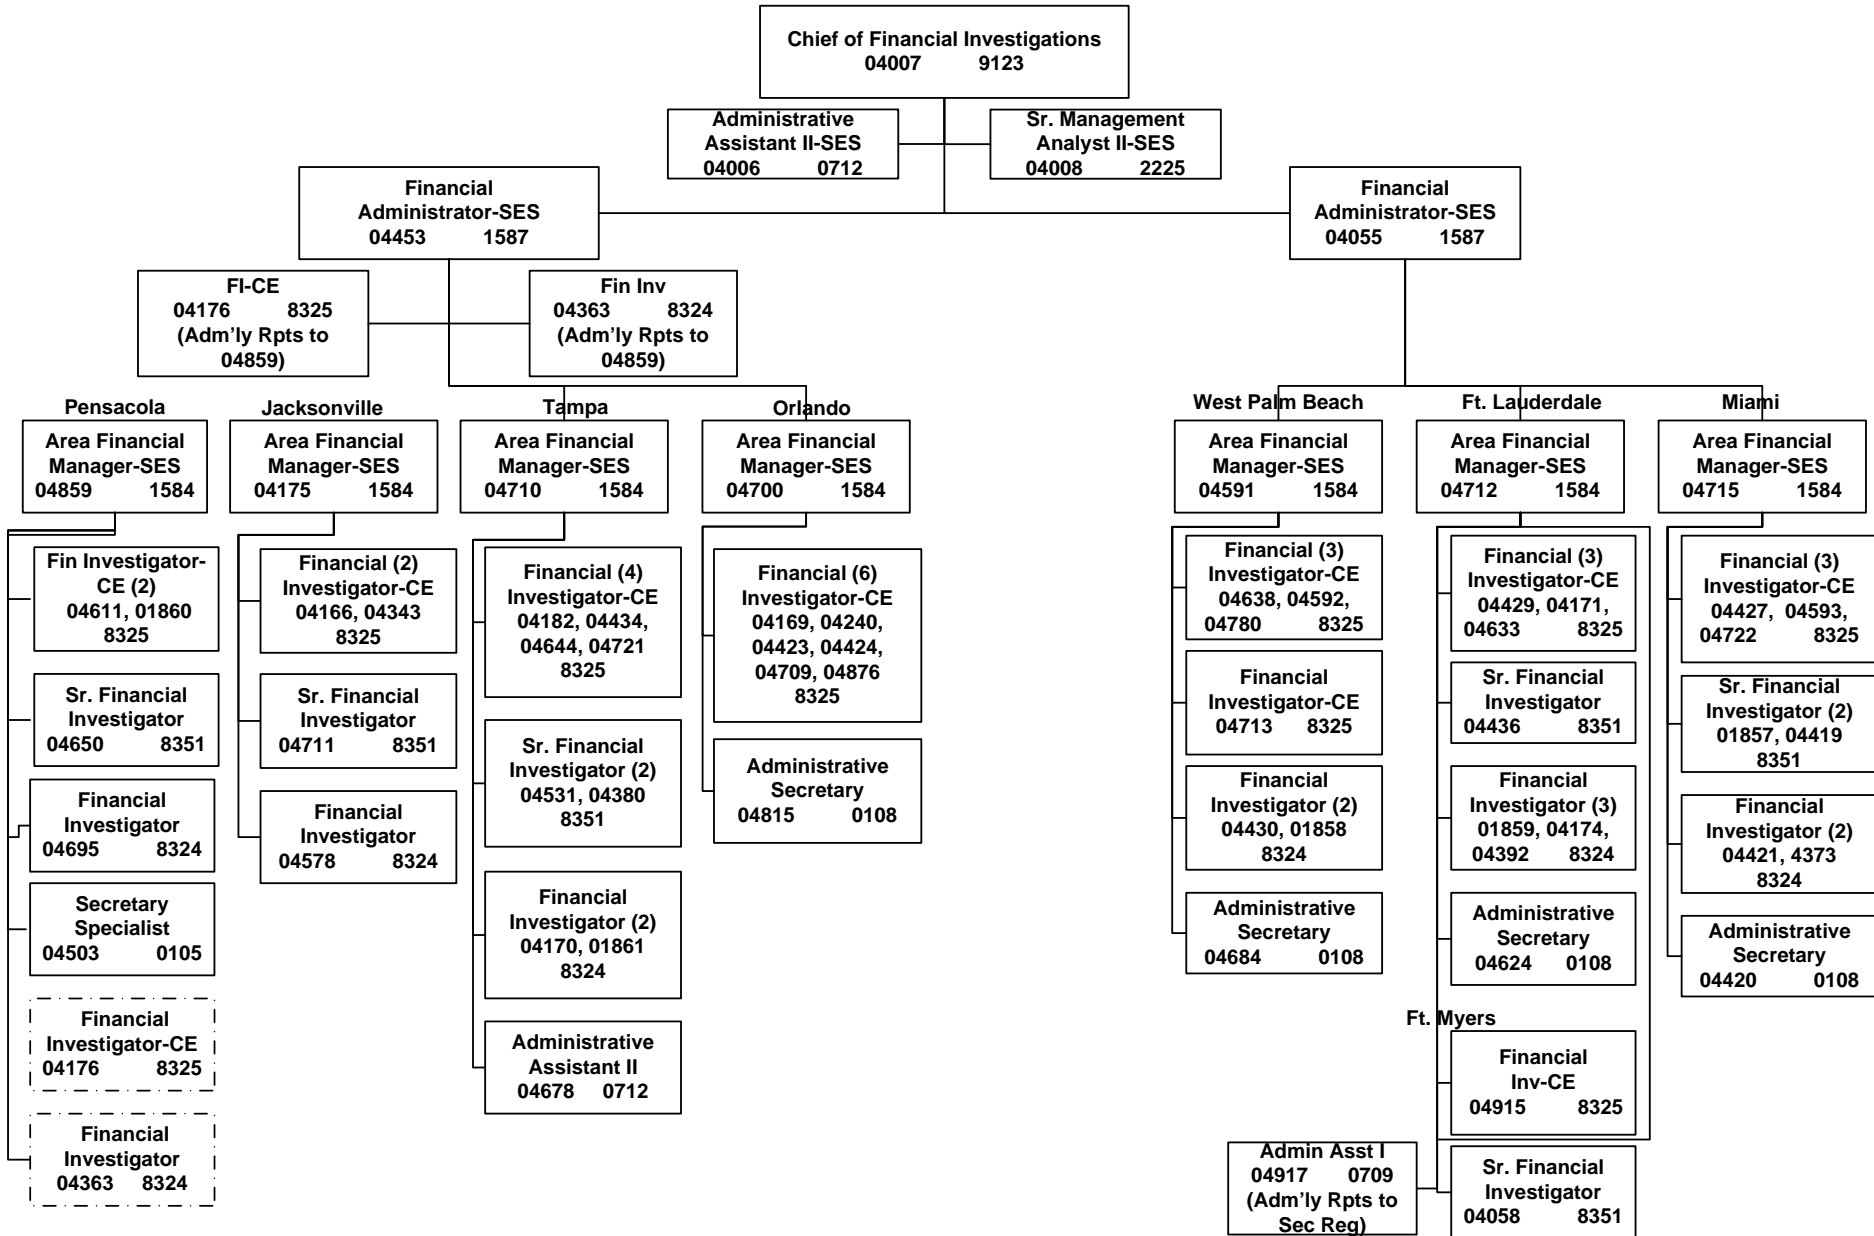 Chief of Financial Investigations
04007 9123
Administrative
Assistant II-SES
04006 0712
Sr. Management
Analyst II-SES
04008 2225
Financial
Administrator-SES
04453 1587
Financial
Administrator-SES
04055 1587
FI-CE
04176 8325
(Adm'ly Rpts to
04859)
Fin Inv
04363 8324
(Adm'ly Rpts to
04859)
Pensacola
Area Financial
Manager-SES
04859 1584
Fin Investigator-
CE (2)
04611, 01860
8325
Sr. Financial
Investigator
04650 8351
Financial
Investigator
04695 8324
Secretary
Specialist
04503 0105
Financial
Investigator-CE
04176 8325
Financial
Investigator
04363 8324
Jacksonville
Area Financial
Manager-SES
04175 1584
Financial (2)
Investigator-CE
04166, 04343
8325
Sr. Financial
Investigator
04711 8351
Financial
Investigator
04578 8324
Tampa
Area Financial
Manager-SES
04710 1584
Financial (4)
Investigator-CE
04182, 04434,
04644, 04721
8325
Sr. Financial
Investigator (2)
04531, 04380
8351
Financial
Investigator (2)
04170, 01861
8324
Administrative
Assistant II
04678 0712
Orlando
Area Financial
Manager-SES
04700 1584
Financial (6)
Investigator-CE
04169, 04240,
04423, 04424,
04709, 04876
8325
Administrative
Secretary
04815 0108
West Palm Beach
Area Financial
Manager-SES
04591 1584
Financial (3)
Investigator-CE
04638, 04592,
04780 8325
Financial
Investigator-CE
04713 8325
Financial
Investigator (2)
04430, 01858
8324
Administrative
Secretary
04684 0108
Ft. Lauderdale
Area Financial
Manager-SES
04712 1584
Financial (3)
Investigator-CE
04429, 04171,
04633 8325
Sr. Financial
Investigator
04436 8351
Financial
Investigator (3)
01859, 04174,
04392 8324
Administrative
Secretary
04624 0108
Ft. Myers
Financial
Inv-CE
04915 8325
Admin Asst I
04917 0709
(Adm'ly Rpts to
Sec Reg)
Sr. Financial
Investigator
04058 8351
Miami
Area Financial
Manager-SES
04715 1584
Financial (3)
Investigator-CE
04427, 04593,
04722 8325
Sr. Financial
Investigator (2)
01857, 04419
8351
Financial
Investigator (2)
04421, 4373
8324
Administrative
Secretary
04420 0108